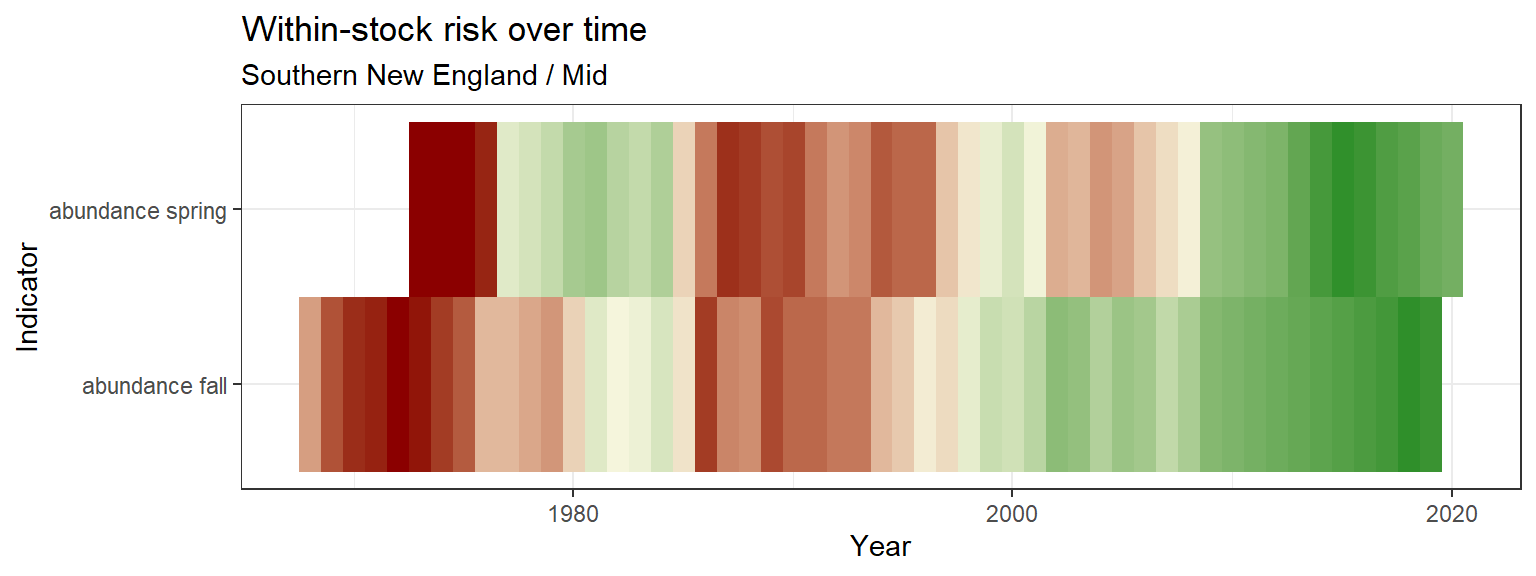 Within-stock risk over time
Southern New England / Mid
Indicator
abundance spring
abundance fall
1980
2000
2020
Year